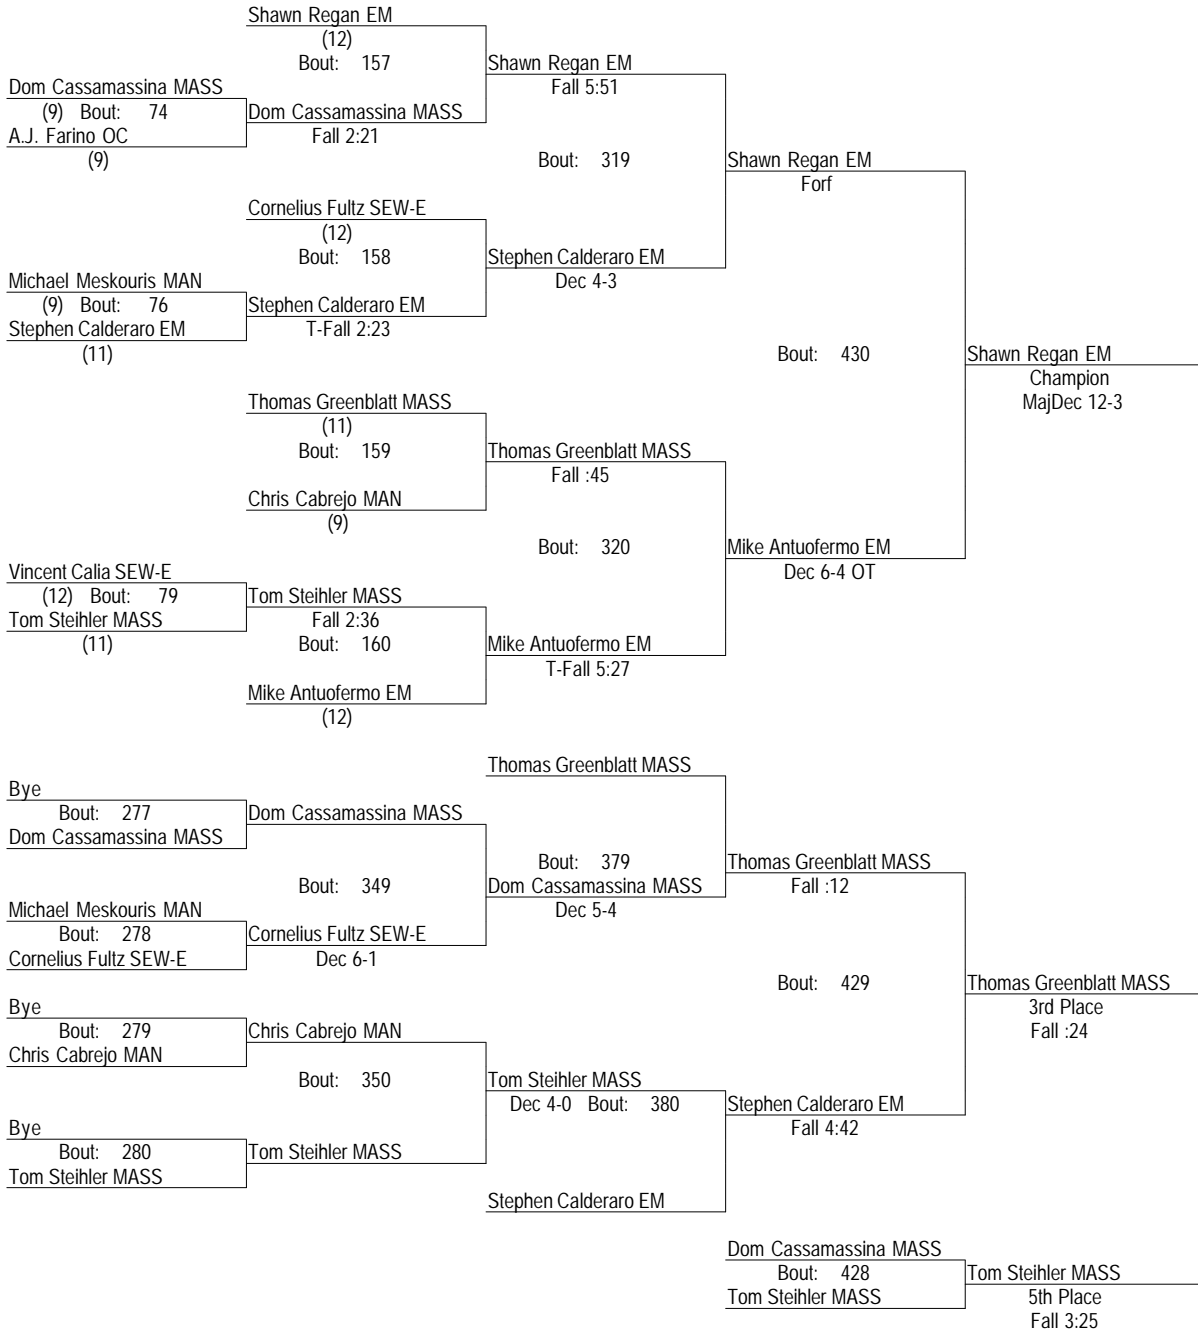 Shawn Regan EM
(12)
Bout: 157
Shawn Regan EM
Fall 5:51
Dom Cassamassina MASS
(9) Bout: 74
Dom Cassamassina MASS
A.J. Farino OC
Fall 2:21
(9)
Bout: 319
Shawn Regan EM
Forf
Cornelius Fultz SEW-E
(12)
Bout: 158
Stephen Calderaro EM
Dec 4-3
Michael Meskouris MAN
(9) Bout: 76
Stephen Calderaro EM
Stephen Calderaro EM
T-Fall 2:23
(11)
Bout: 430
Shawn Regan EM
Champion
MajDec 12-3
Thomas Greenblatt MASS
(11)
Bout: 159
Thomas Greenblatt MASS
Fall :45
Chris Cabrejo MAN
(9)
Bout: 320
Mike Antuofermo EM
Dec 6-4 OT
Vincent Calia SEW-E
(12) Bout: 79
Tom Steihler MASS
Tom Steihler MASS
Fall 2:36
(11)
Bout: 160
Mike Antuofermo EM
T-Fall 5:27
Mike Antuofermo EM
(12)
Thomas Greenblatt MASS
Bye
Bout: 277
Dom Cassamassina MASS
Dom Cassamassina MASS
Bout: 379
Thomas Greenblatt MASS
Fall :12
Bout: 349
Dom Cassamassina MASS
Dec 5-4
Michael Meskouris MAN
Bout: 278
Cornelius Fultz SEW-E
Cornelius Fultz SEW-E
Dec 6-1
Bout: 429
Thomas Greenblatt MASS
3rd Place
Fall :24
Bye
Bout: 279
Chris Cabrejo MAN
Chris Cabrejo MAN
Bout: 350
Tom Steihler MASS
Dec 4-0 Bout: 380
Stephen Calderaro EM
Fall 4:42
Bye
Bout: 280
Tom Steihler MASS
Tom Steihler MASS
Stephen Calderaro EM
Dom Cassamassina MASS
Bout: 428
Tom Steihler MASS
Tom Steihler MASS
5th Place
Fall 3:25